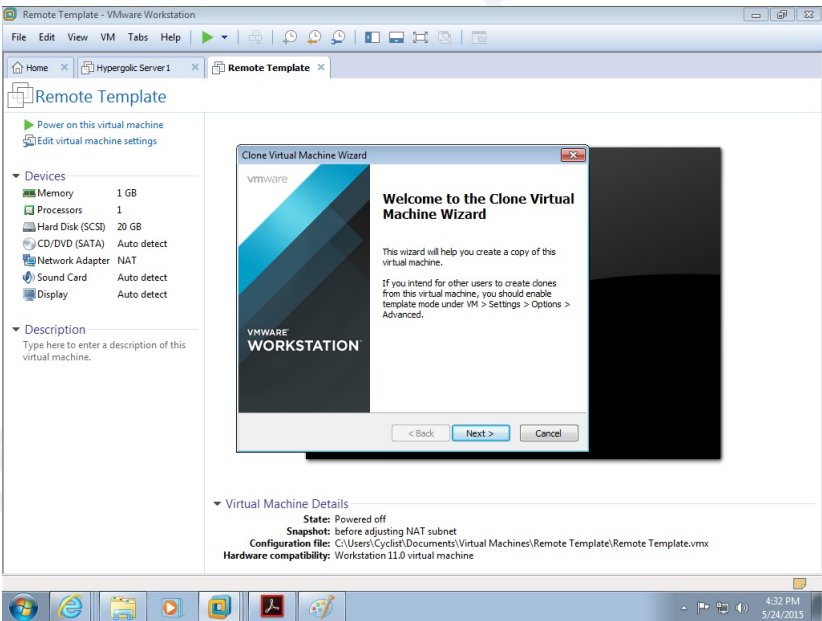 Remote Template - VMware Workstation
File Edit View VM Tabs Help
Home Hypergolic Server1 Remote Template
Remote Template
Power on this virtual machine
Edit virtual machine settings
Devices
Memory 1 GB
Processors 1
Hard Disk (SCSI) 20 GB
CD/DVD (SATA) Auto detect
Network Adapter NAT
Sound Card Auto detect
Display Auto detect
Description
Type here to enter a description of this
virtual machine.
Clone Virtual Machine Wizard
vmware
VMWARE
WORKSTATION
Welcome to the Clone Virtual
Machine Wizard
This wizard will help you create a copy of this
virtual machine.
If you intend for other users to create clones
from this virtual machine, you should enable
template mode under VM > Settings > Options >
Advanced.
< Back Next > Cancel
Virtual Machine Details
State: Powered off
Snapshot: before adjusting NAT subnet
Configuration file: C:\Users\Cyclist\Documents\Virtual Machines\Remote Template\Remote Template.vmx
Hardware compatibility: Workstation 11.0 virtual machine
4:32 PM
5/24/2015